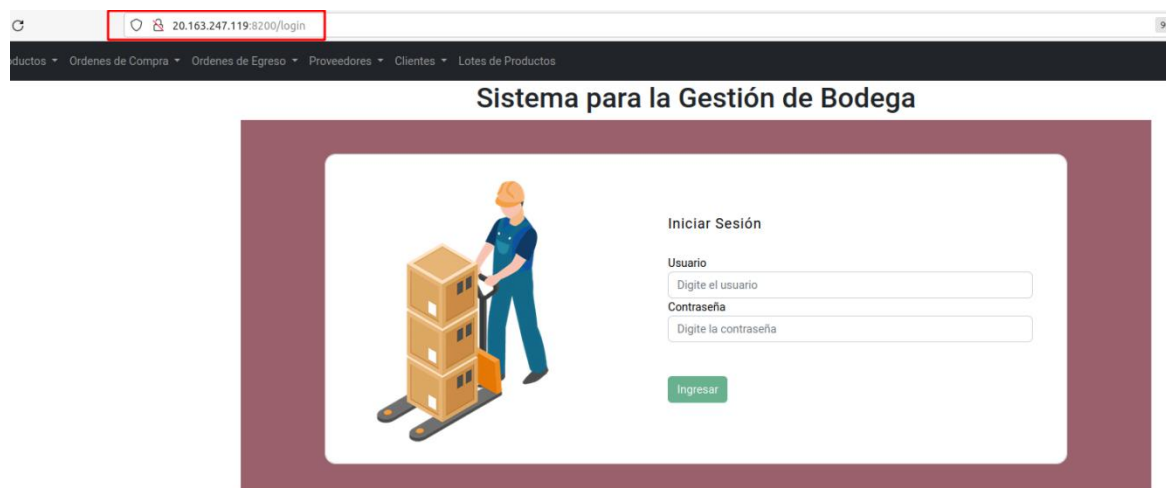 20.163.247.119:8200/login
Ordenes de Compra Ordenes de Egreso Proveedores Clientes Lotes de Productos
Sistema para la Gestión de Bodega
Iniciar Sesión
Usuario
Digite el usuario
Contraseña
Digite la contraseña
Ingresar